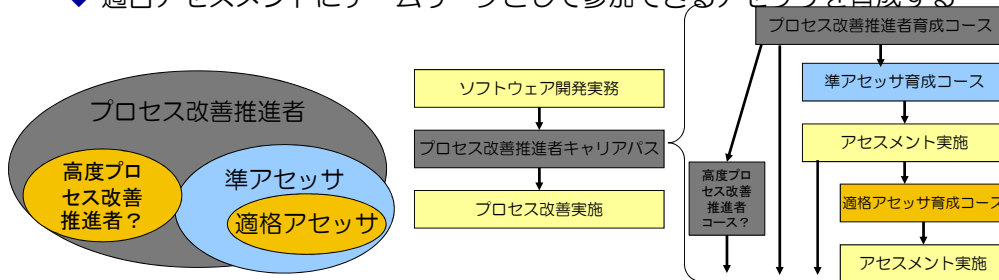 プロセス改善推進者
高度プロ
セス改善
推進者？
準アセッサ
適格アセッサ
ソフトウェア開発実務
プロセス改善推進者キャリアパス
プロセス改善実施
プロセス改善推進者育成コース
準アセッサ育成コース
アセスメント実施
高度プロ
セス改善
推進者
コース？
適格アセッサ育成コース
アセスメント実施